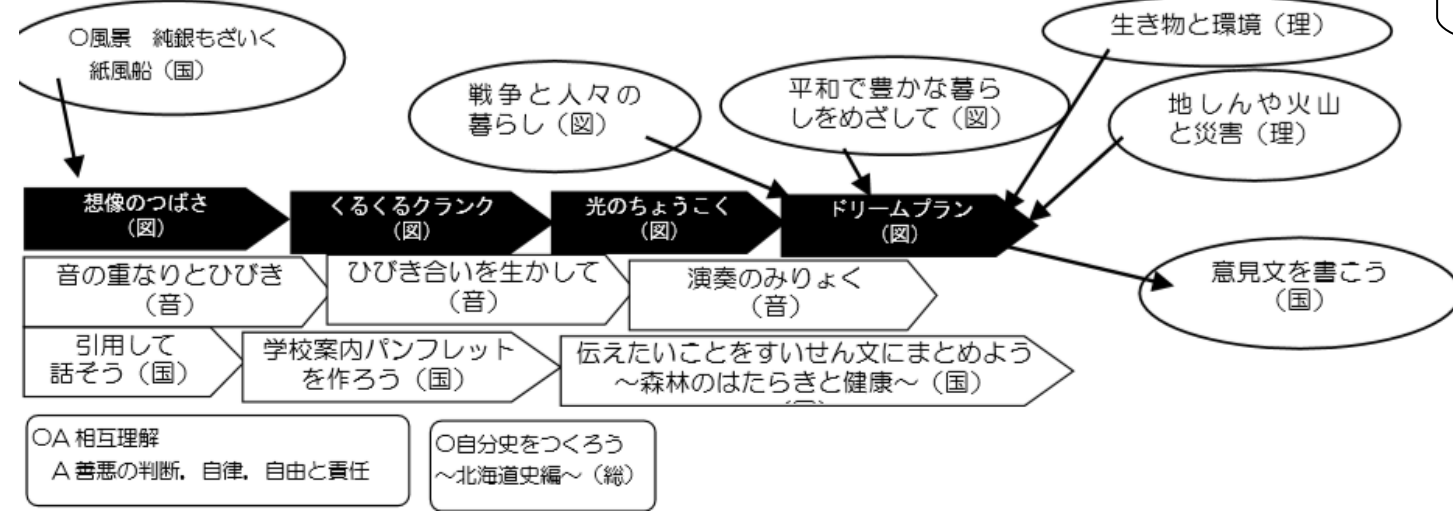 〇風景　純銀もざいく
紙風船（国）
戦争と人々の
暮らし（図）
平和で豊かな暮ら
しをめざして（図）
生き物と環境（理）
地しんや火山
と災害（理）
想像のつばさ
（図）
くるくるクランク
（図）
光のちょうこく
（図）
ドリームプラン
（図）
音の重なりとひびき
（音）
ひびき合いを生かして
（音）
演奏のみりょく
（音）
意見文を書こう
（国）
引用して
話そう（国）
学校案内パンフレット
を作ろう（国）
伝えたいことをすいせん文にまとめよう
～森林のはたらきと健康～（国）
〇A 相互理解
A 善悪の判断，自律，自由と責任
〇自分史をつくろう
～北海道史編～（総）